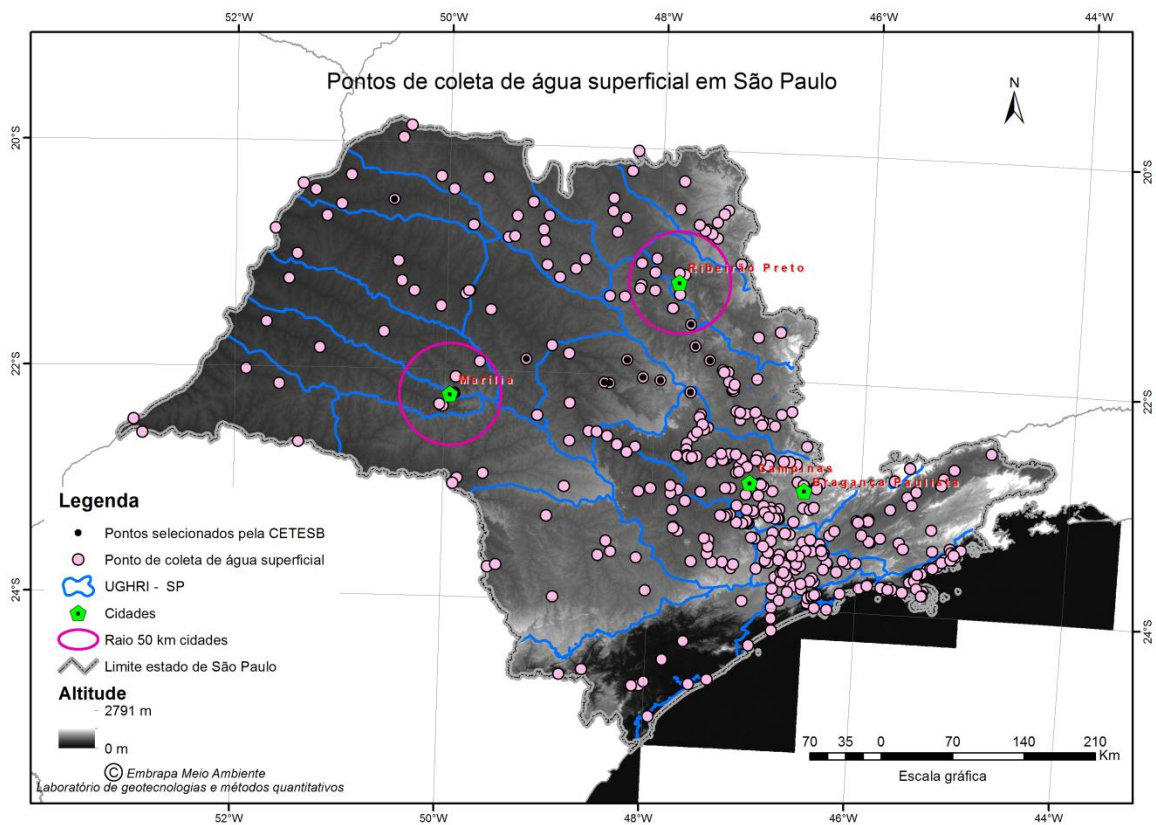 52°W 50°W 48°W 46°W 44°W
Pontos de coleta de água superficial em São Paulo
N
20°S 20°S
Ribeirão Preto
22°S 22°S
Marília
Campinas
Bragança Paulista
24°S 24°S
Legenda
Pontos selecionados pela CETESB
Ponto de coleta de água superficial
UGHRI - SP
Cidades
Raio 50 km cidades
Limite estado de São Paulo
Altitude
2791 m
0 m
© Embrapa Meio Ambiente
Laboratório de geotecnologias e métodos quantitativos
70 35 0 70 140 210
Km
Escala gráfica
52°W 50°W 48°W 46°W 44°W